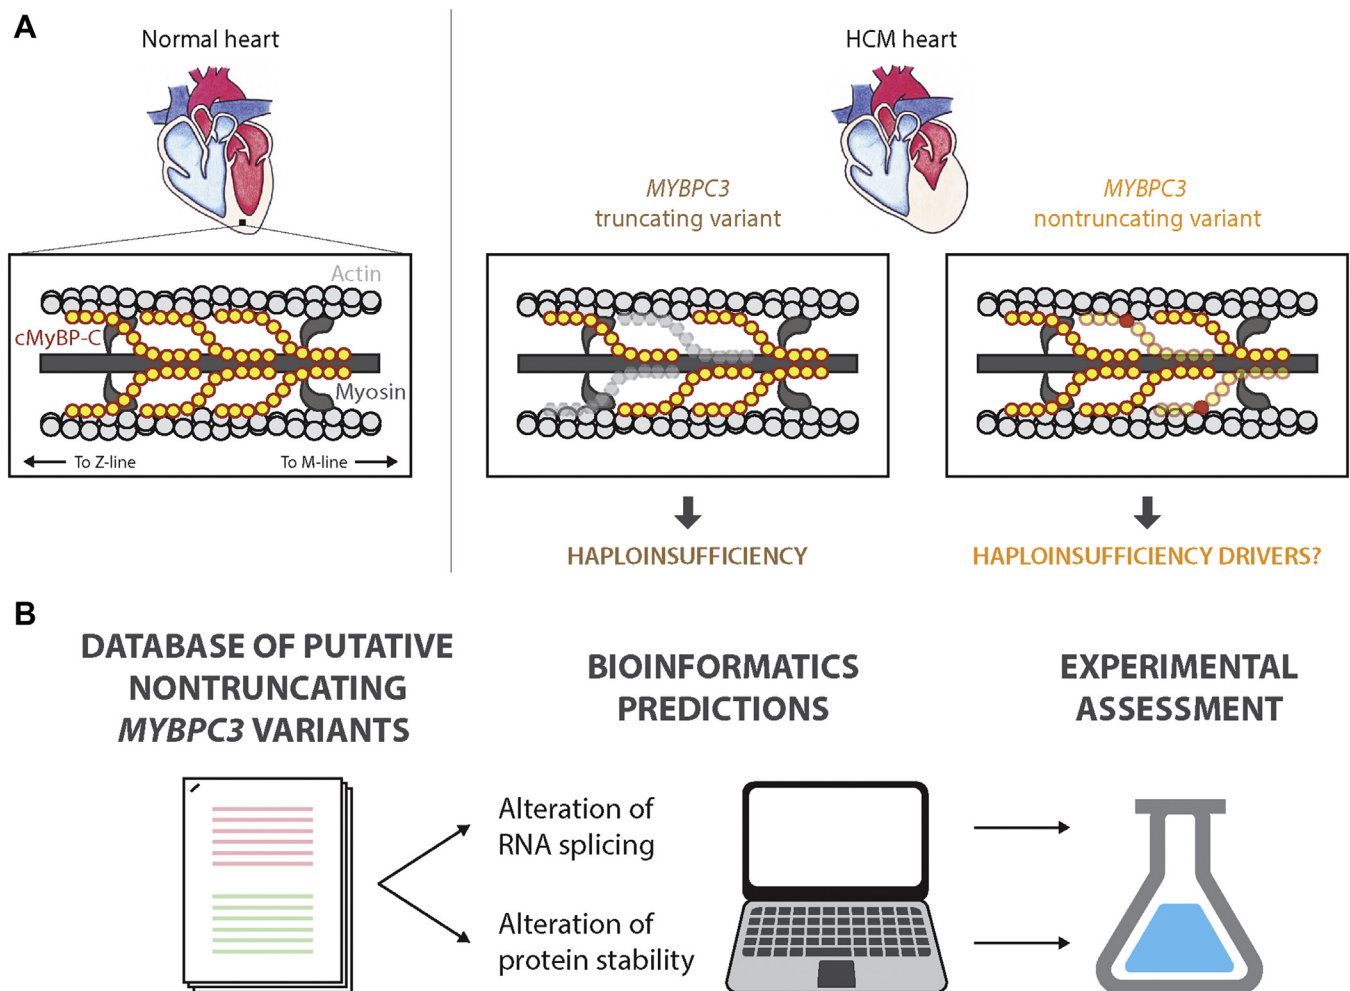 A
Normal heart
HCM heart
MYBPC3
truncating variant
MYBPC3
nontruncating variant
Actin
cMyBP-C
Myosin
To Z-line
To M-line
HAPLOINSUFFICIENCY
HAPLOINSUFFICIENCY DRIVERS?
B
DATABASE OF PUTATIVE
NONTRUNCATING
MYBPC3 VARIANTS
BIOINFORMATICS
PREDICTIONS
EXPERIMENTAL
ASSESSMENT
Alteration of
RNA splicing
Alteration of
protein stability